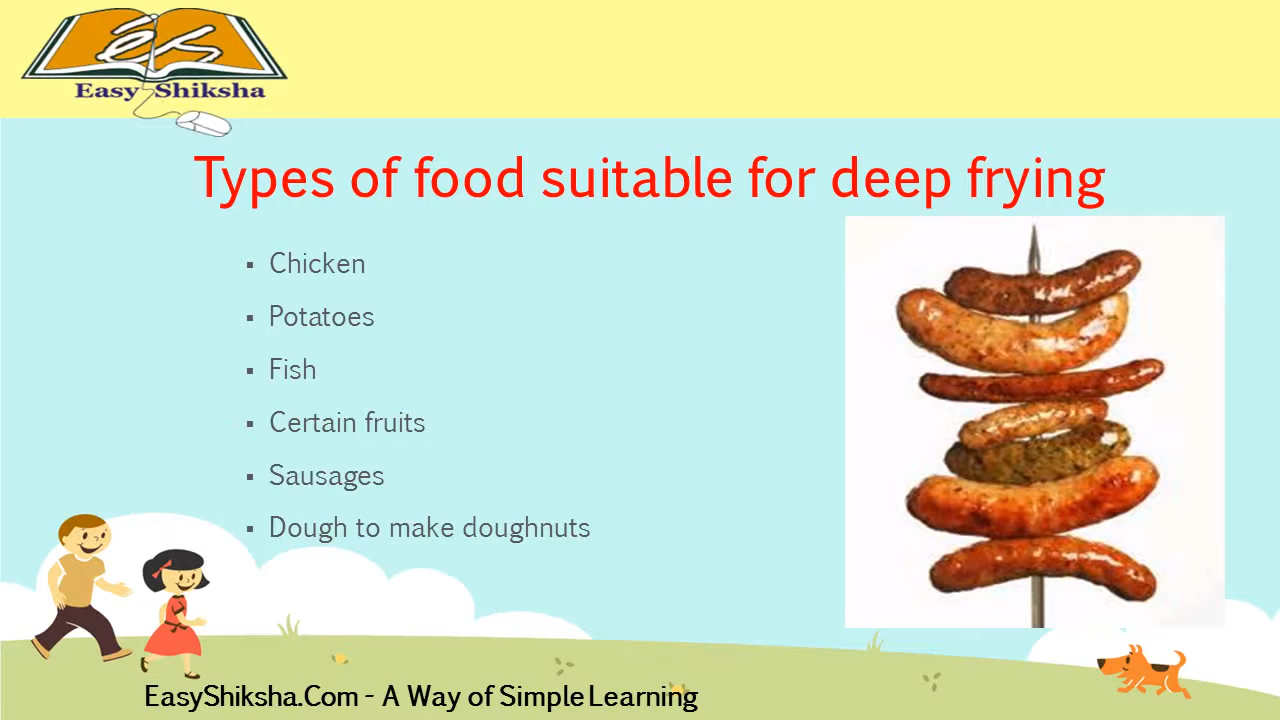 Easy Shiksha
Types of food suitable for deep frying
▪ Chicken
▪ Potatoes
▪ Fish
▪ Certain fruits
▪ Sausages
▪ Dough to make doughnuts
EasyShiksha.Com - A Way of Simple Learning